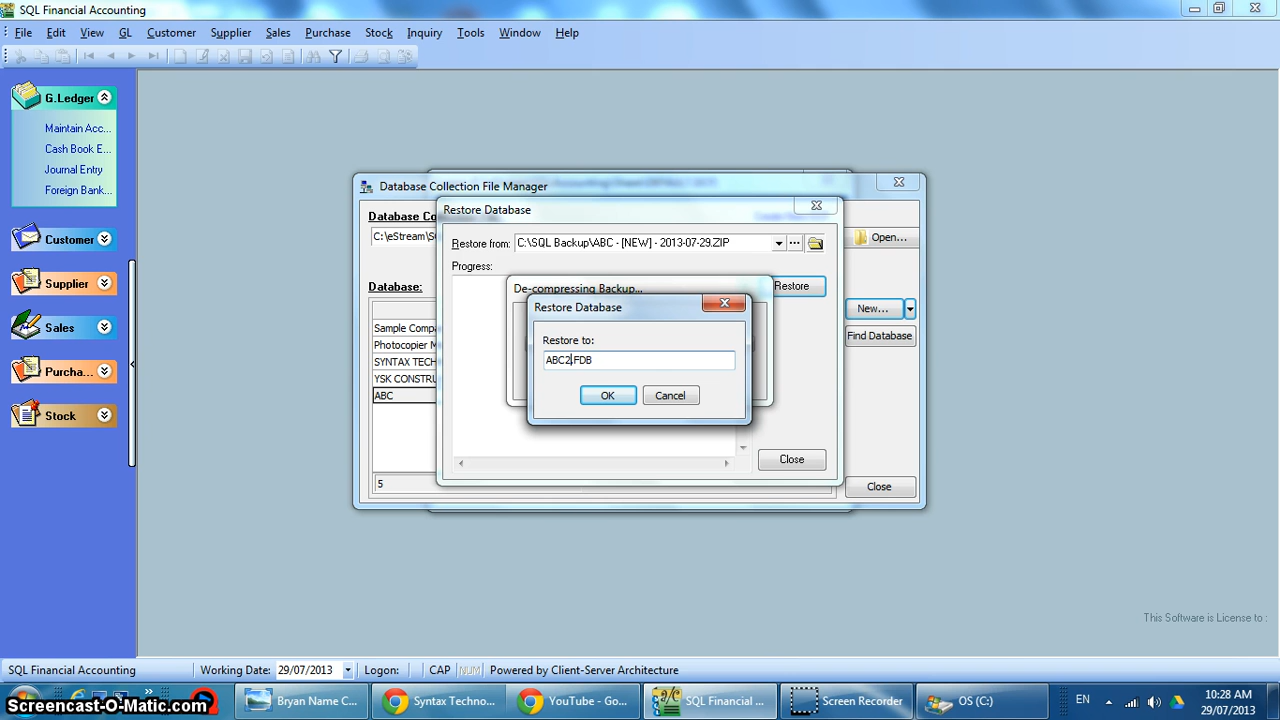 SQL Financial Accounting
File Edit View GL Customer Supplier Sales Purchase Stock Inquiry Tools Window Help
G.Ledger
Maintain Acc...
Cash Book E...
Journal Entry
Foreign Bank...
Customer
Supplier
Sales
Purcha...
Stock
Database Collection File Manager
C:\eStream\S
Open...
Database:
Sample Compa
Photocopier M
SYNTAX TECH
YSK CONSTRU
ABC
5
New...
Find Database
Close
Restore Database
Restore from: C:\SQL Backup\ABC - [NEW] - 2013-07-29.ZIP
Progress:
Restore
Close
De-compressing Backup...
Restore Database
Restore to:
ABC2.FDB
OK Cancel
This Software is License to :
SQL Financial Accounting Working Date: 29/07/2013 Logon: CAP NUM Powered by Client-Server Architecture
Screencast-O-Matic.com
Bryan Name C... Syntax Techno... YouTube - Go... SQL Financial ... Screen Recorder OS (C:) EN
10:28 AM
29/07/2013